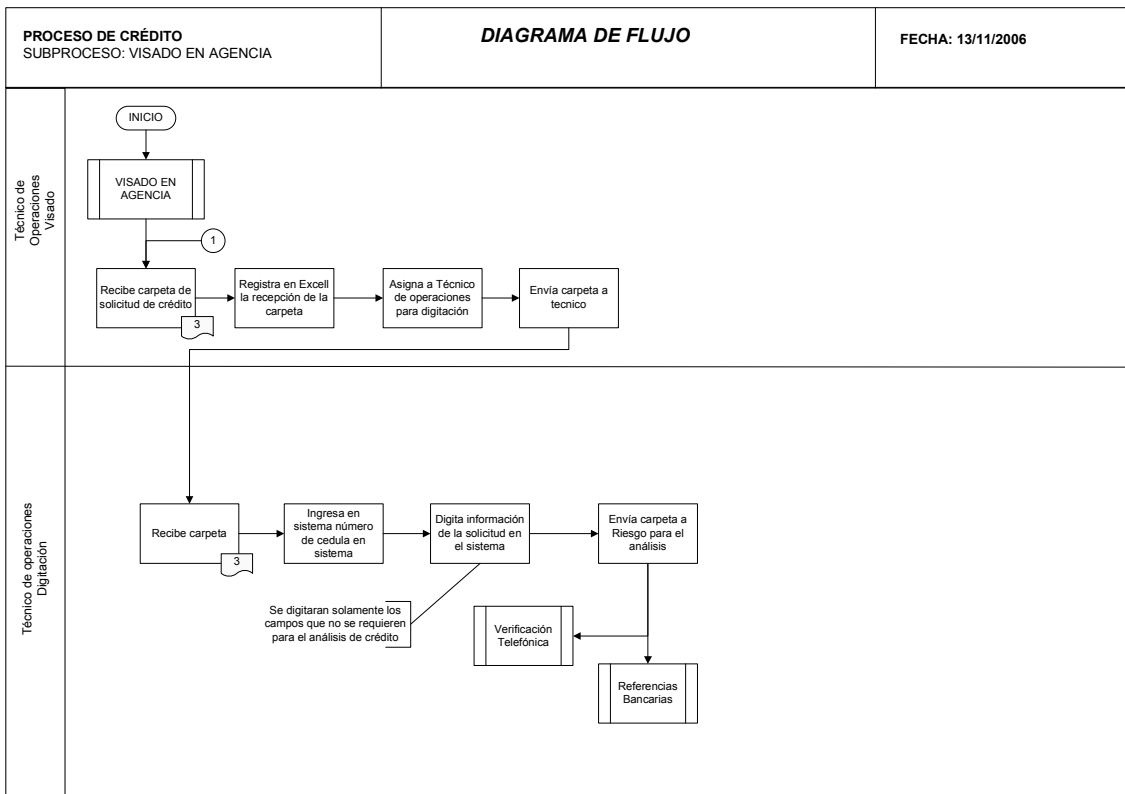 PROCESO DE CRÉDITO
SUBPROCESO: VISADO EN AGENCIA
DIAGRAMA DE FLUJO
FECHA: 13/11/2006
Técnico de
Operaciones
Visado
INICIO
VISADO EN
AGENCIA
1
Recibe carpeta de
solicitud de crédito
3
Registra en Excell
la recepción de la
carpeta
Asigna a Técnico
de operaciones
para digitación
Envía carpeta a
tecnico
Técnico de operaciones
Digitación
Recibe carpeta
3
Ingresa en
sistema número
de cedula en
sistema
Digita información
de la solicitud en
el sistema
Envía carpeta a
Riesgo para el
análisis
Se digitaran solamente los
campos que no se requieren
para el análisis de crédito
Verificación
Telefónica
Referencias
Bancarias